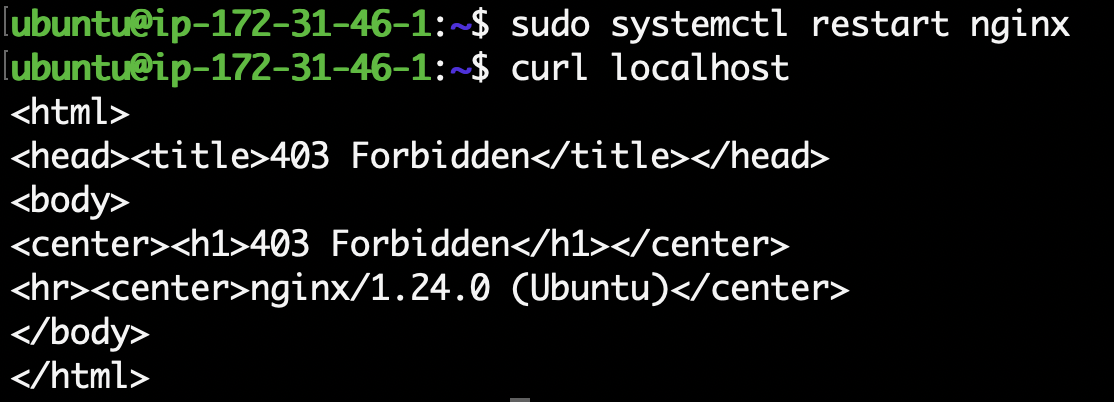 ubuntu@ip-172-31-46-1:~$ sudo systemctl restart nginx
ubuntu@ip-172-31-46-1:~$ curl localhost
<html>
<head><title>403 Forbidden</title></head>
<body>
<center><h1>403 Forbidden</h1></center>
<hr><center>nginx/1.24.0 (Ubuntu)</center>
</body>
</html>